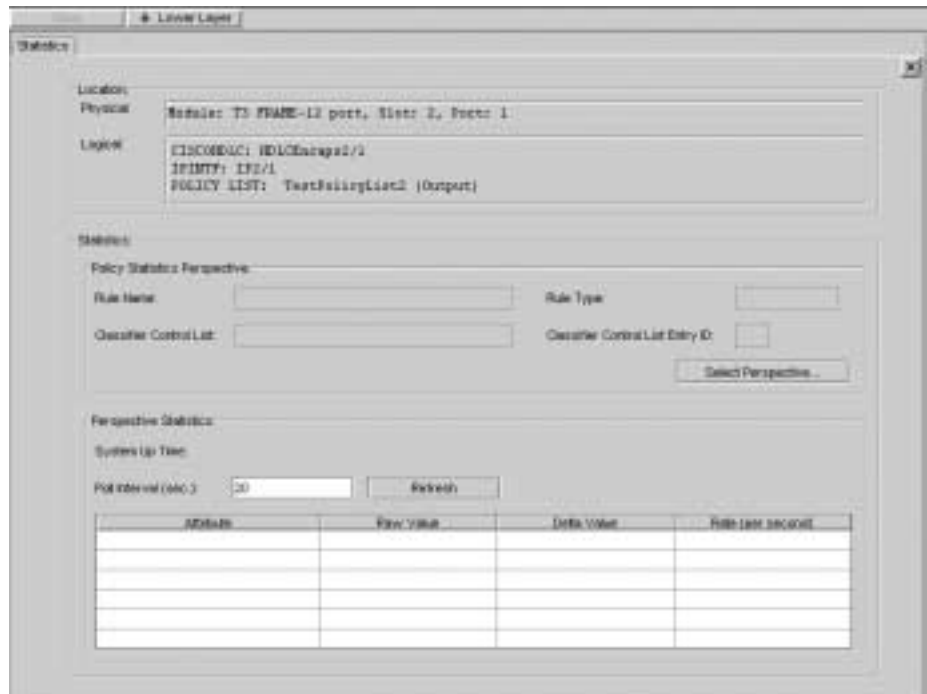 Lower Layer
Statistics
Location:
Physical
Module: T3 FRAME-12 port, Slot: 2, Port: 1
Logical
CISCOHDLC: HDLCEncaps2/1
IPINTF: IP2/1
POLICY LIST: TestPolicyList2 (Output)
Statistics:
Policy Statistics Perspective:
Rule Name:
Rule Type:
Classifier Control List:
Classifier Control List Entry ID:
Select Perspective...
Perspective Statistics:
System Up Time:
Poll Interval (sec.):
20
Refresh
Attribute
Raw Value
Delta Value
Rate (per second)